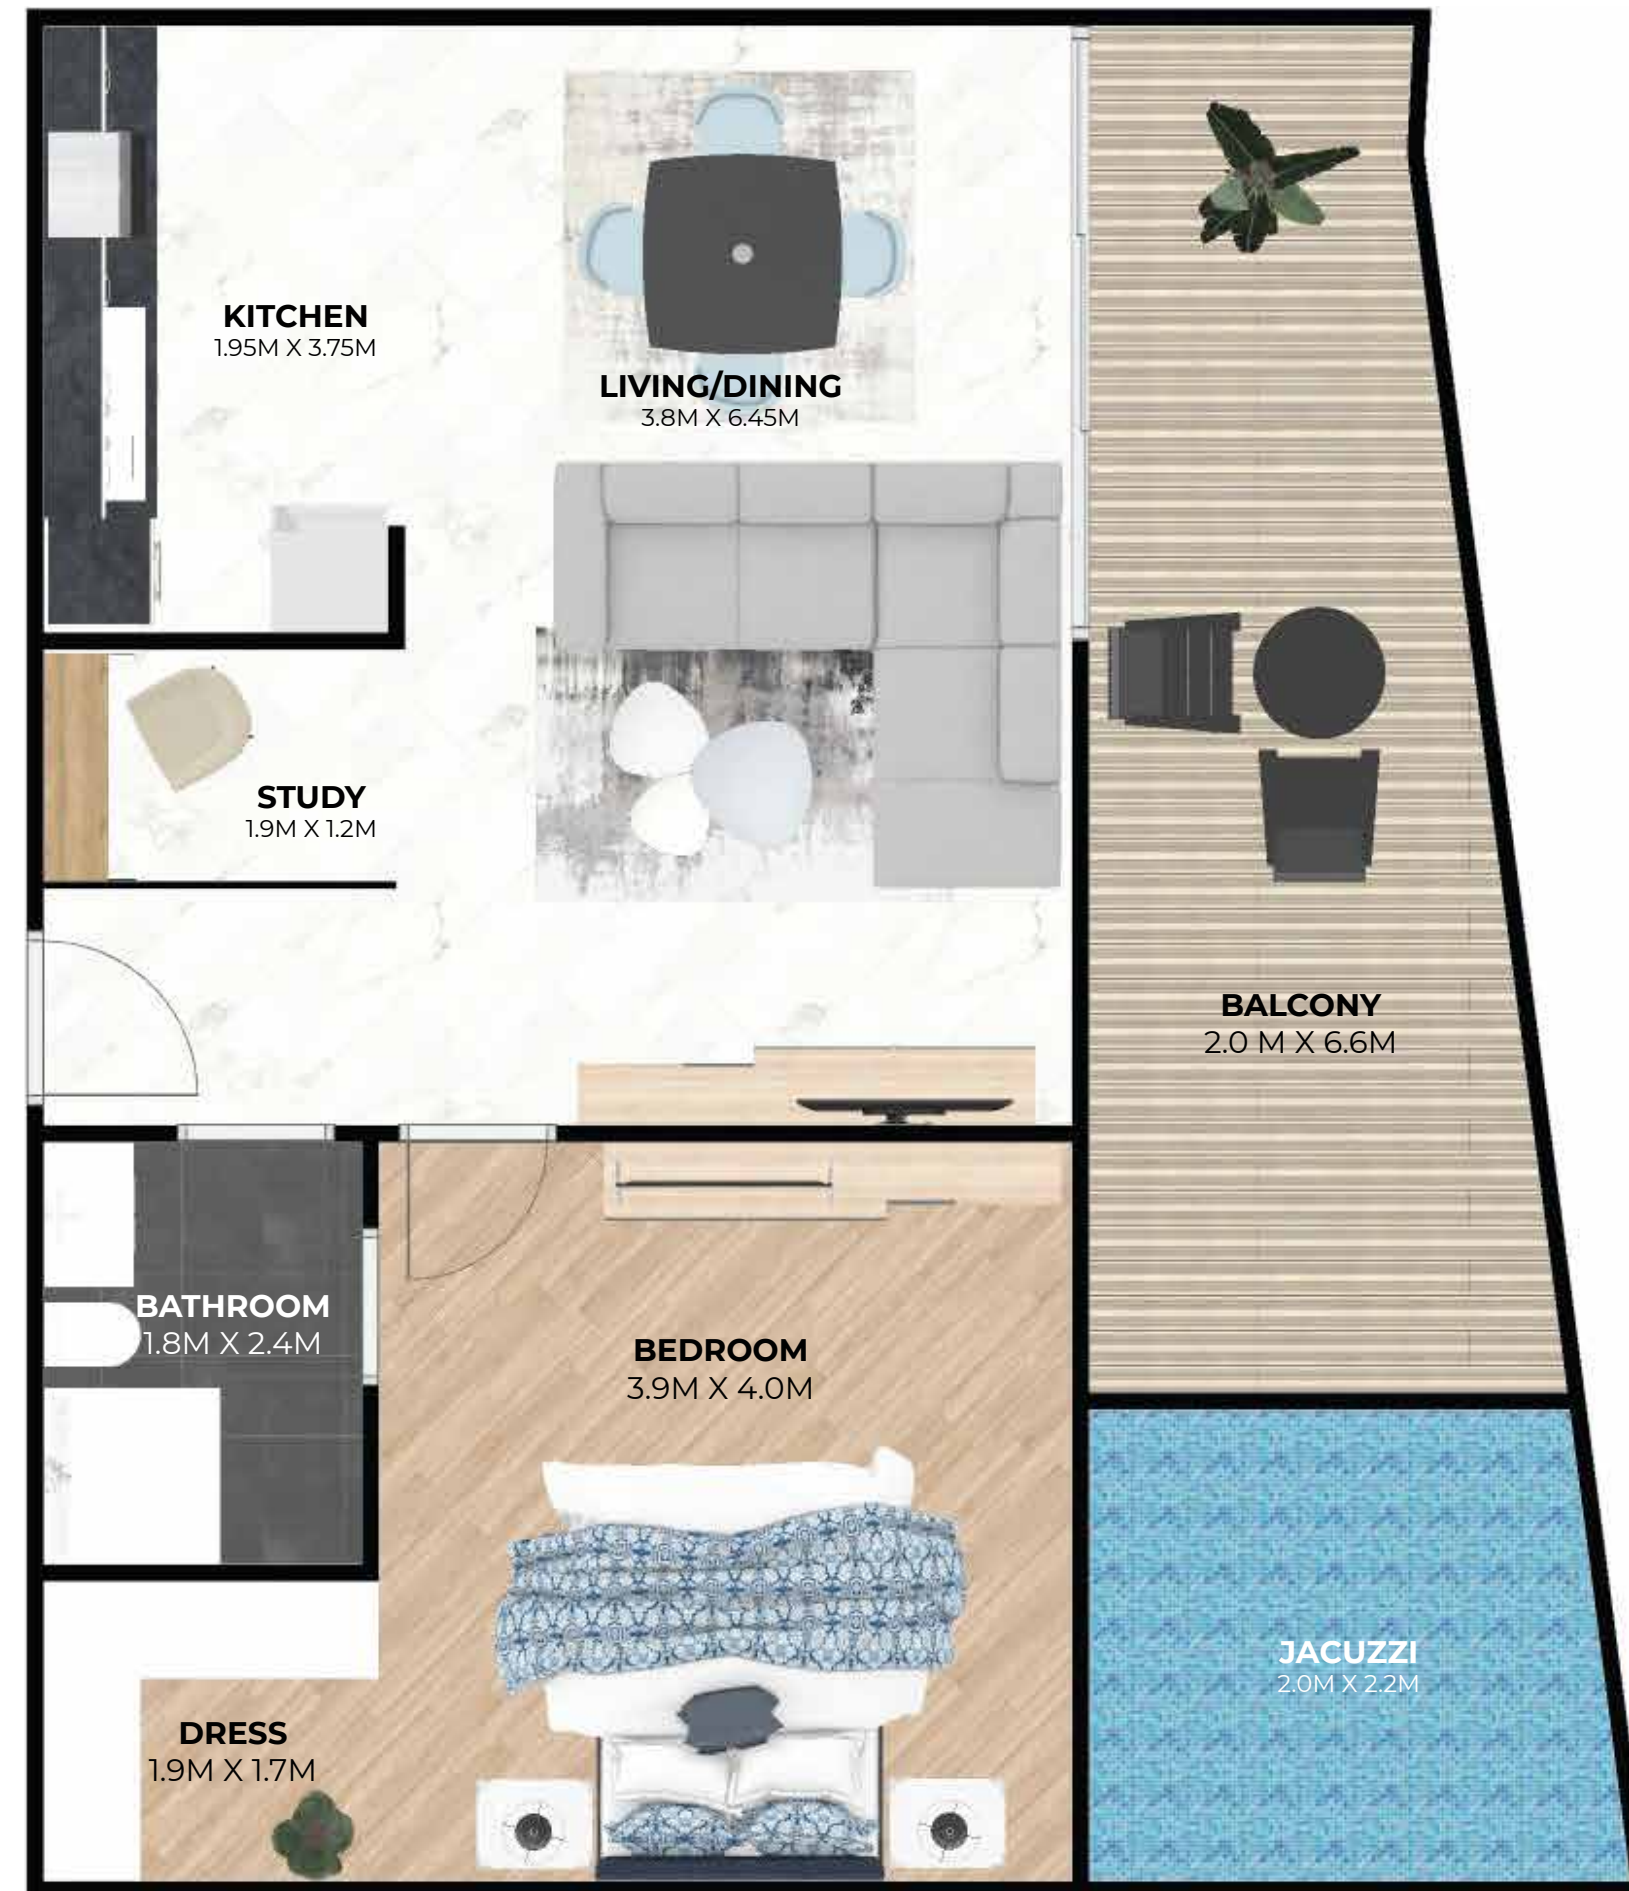 KITCHEN
1.95M X 3.75M
LIVING/DINING
3.8M X 6.45M
STUDY
1.9M X 1.2M
BALCONY
2.0 M X 6.6M
BATHROOM
1.8M X 2.4M
BEDROOM
3.9M X 4.0M
JACUZZI
2.0M X 2.2M
DRESS
1.9M X 1.7M